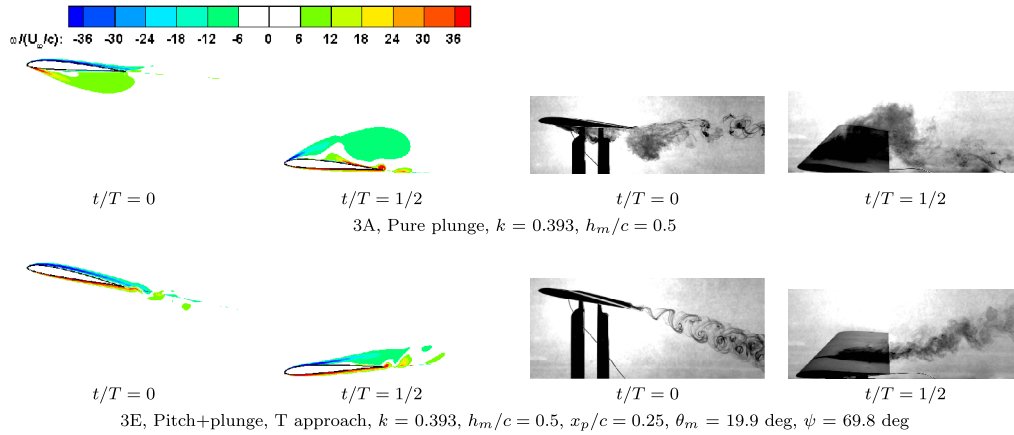 ω/(U∞/c): -36 -30 -24 -18 -12 -6 0 6 12 18 24 30 36
t/T = 0 t/T = 1/2 t/T = 0 t/T = 1/2
3A, Pure plunge, k = 0.393, hm/c = 0.5
t/T = 0 t/T = 1/2 t/T = 0 t/T = 1/2
3E, Pitch+plunge, T approach, k = 0.393, hm/c = 0.5, xp/c = 0.25, θm = 19.9 deg, ψ = 69.8 deg